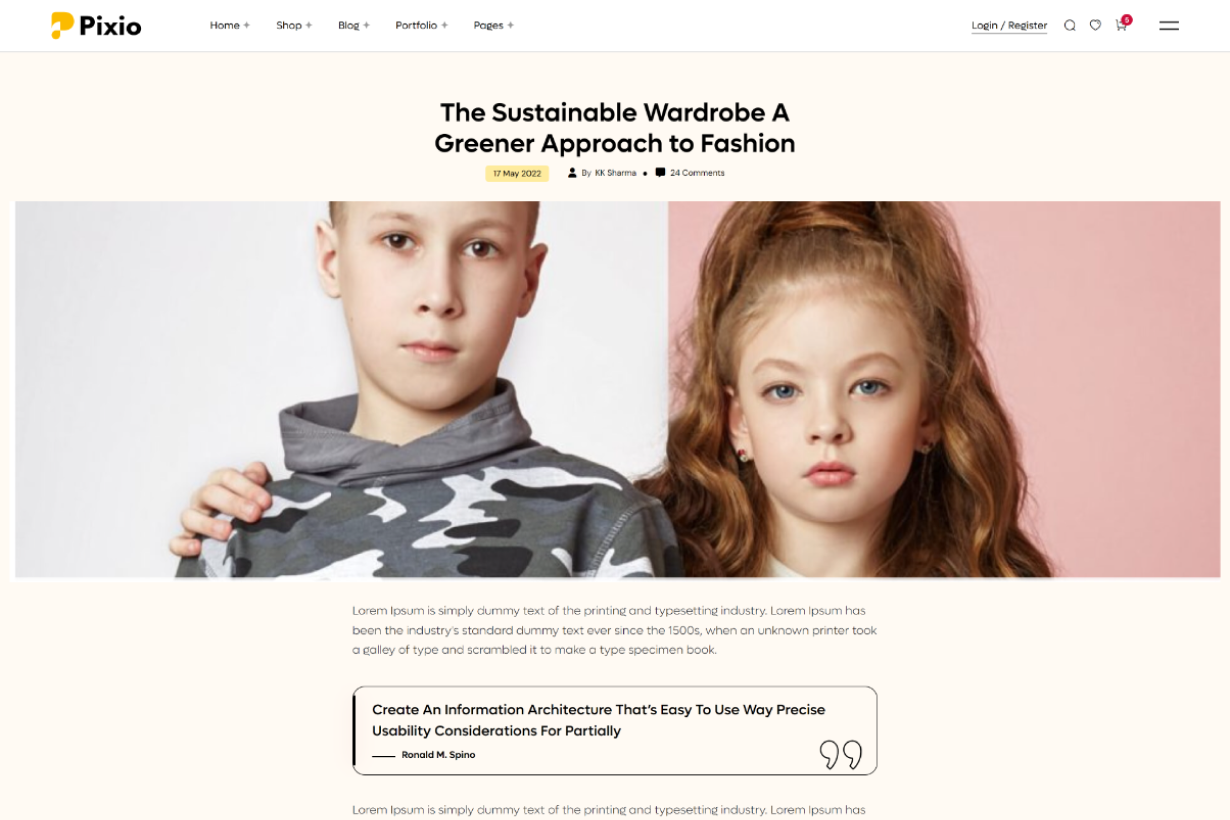 Pixio
Home +
Shop +
Blog +
Portfolio +
Pages +
Login / Register
5
The Sustainable Wardrobe A
Greener Approach to Fashion
17 May 2022
By KK Sharma
24 Comments
Lorem Ipsum is simply dummy text of the printing and typesetting industry. Lorem Ipsum has
been the industry's standard dummy text ever since the 1500s, when an unknown printer took
a galley of type and scrambled it to make a type specimen book.
Create An Information Architecture That's Easy To Use Way Precise
Usability Considerations For Partially
Ronald M. Spino
Lorem Ipsum is simply dummy text of the printing and typesetting industry. Lorem Ipsum has